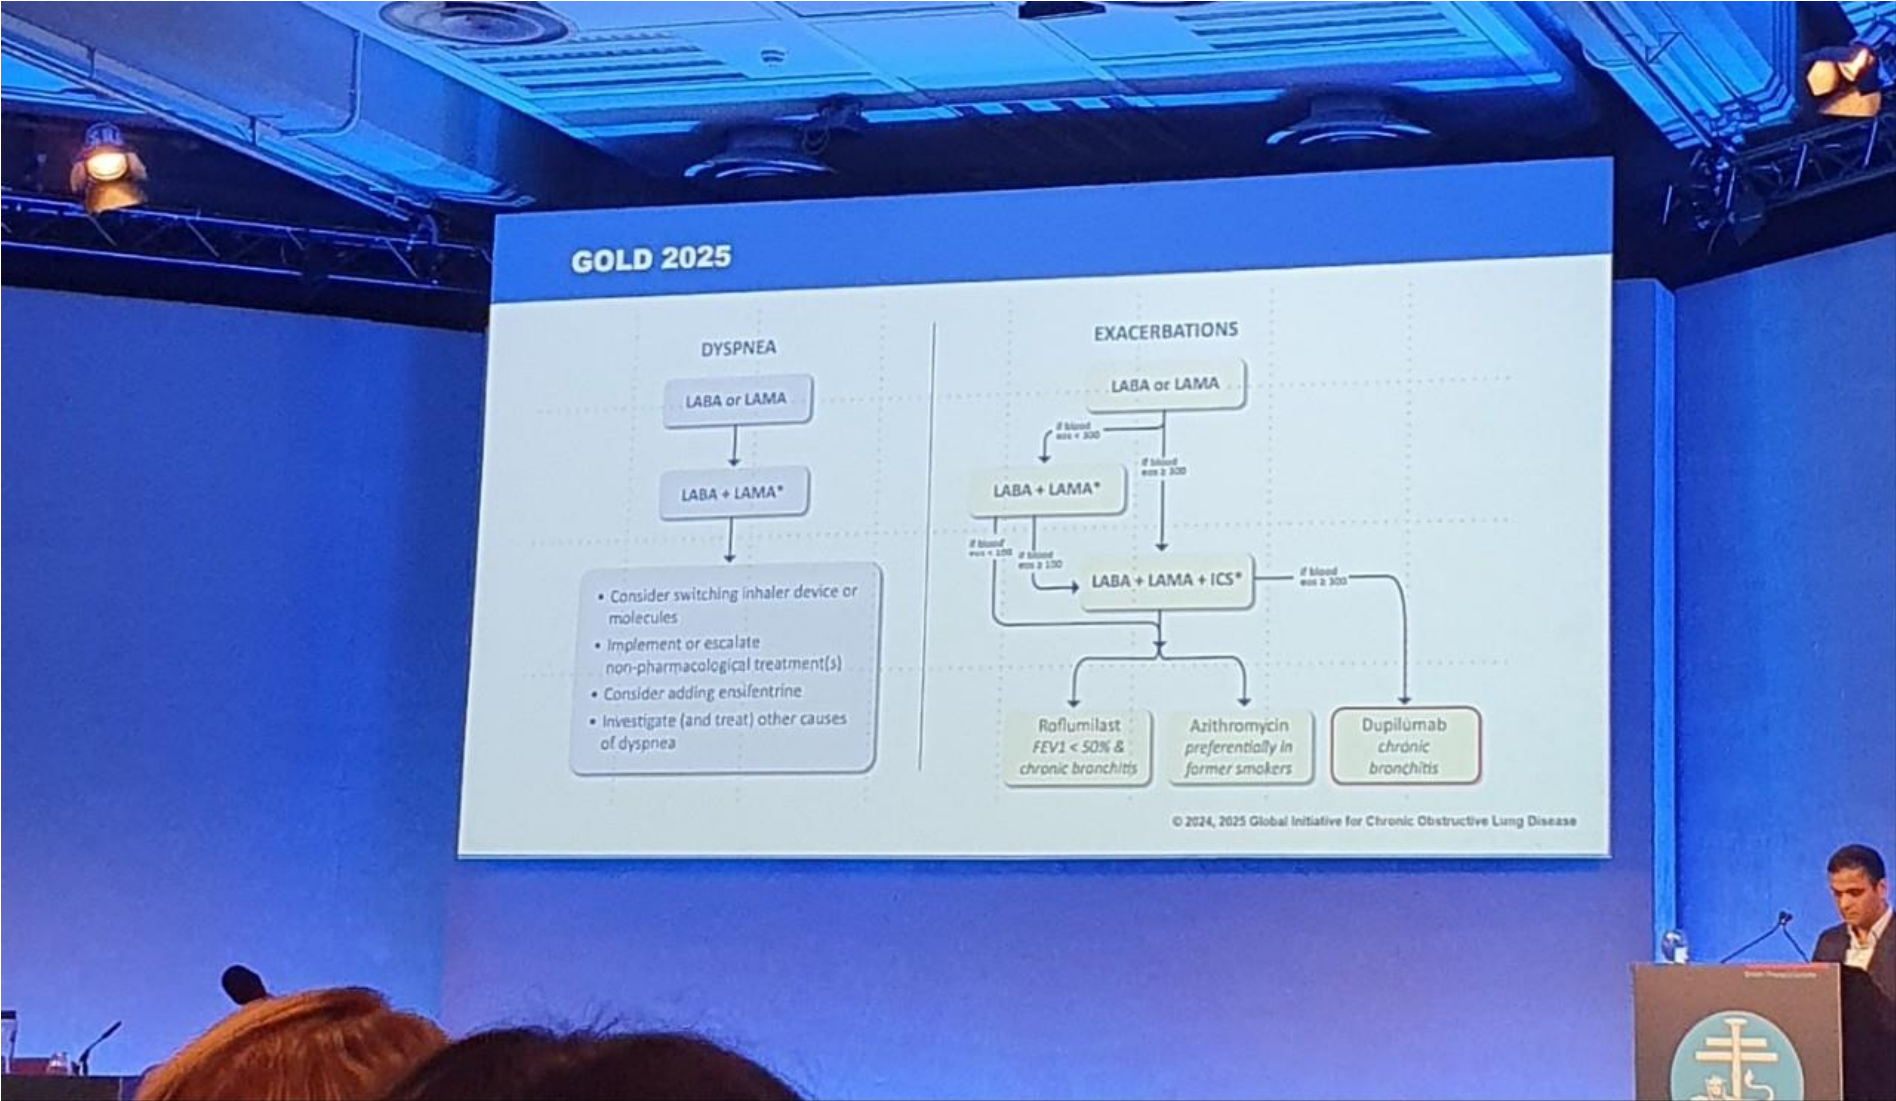 GOLD 2025
DYSPNEA
LABA or LAMA
LABA + LAMA*
• Consider switching inhaler device or
molecules
• Implement or escalate
non-pharmacological treatment(s)
• Consider adding ensifentrine
• Investigate (and treat) other causes
of dyspnea
EXACERBATIONS
LABA or LAMA
if blood
eos < 300
if blood
eos ≥ 300
LABA + LAMA*
if blood
eos < 100
if blood
eos ≥ 100
LABA + LAMA + ICS*
if blood
eos ≥ 300
Roflumilast
FEV1 < 50% &
chronic bronchitis
Azithromycin
preferentially in
former smokers
Dupilumab
chronic
bronchitis
© 2024, 2025 Global Initiative for Chronic Obstructive Lung Disease